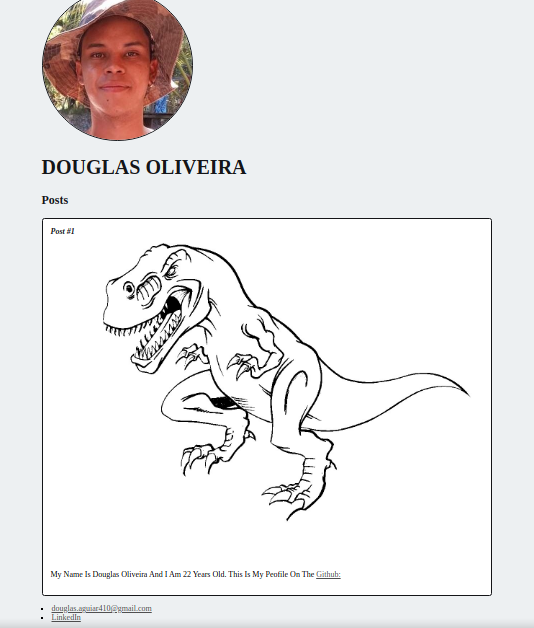 DOUGLAS OLIVEIRA
Posts
Post #1
My Name Is Douglas Oliveira And I Am 22 Years Old. This Is My Peofile On The Github:
douglas.aguiar410@gmail.com
LinkedIn